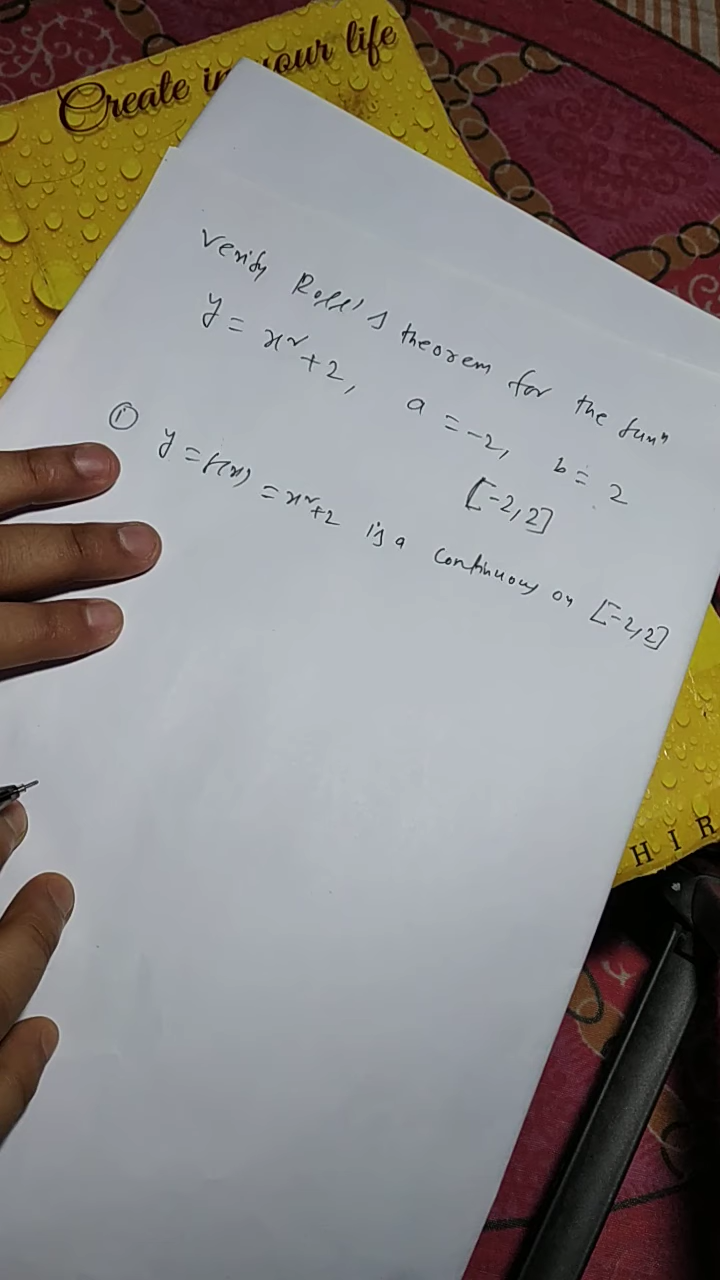 Create in your life
Verify Roll's theorem for the funⁿ
y = x² + 2, a = -2, b = 2
[-2, 2]
① y = f(x) = x²+2 is a continuous on [-2, 2]
H I R